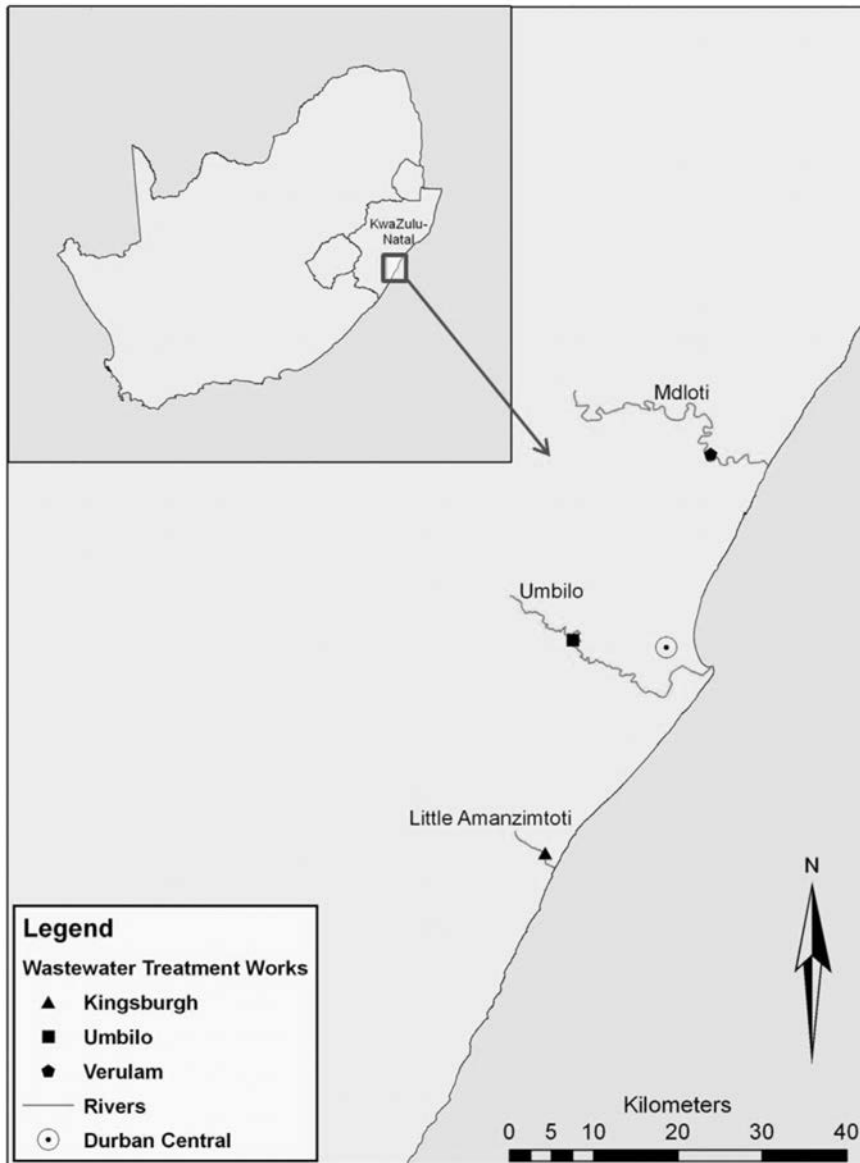 KwaZulu-
Natal
Mdloti
Umbilo
Little Amanzimtoti
N
Legend
Wastewater Treatment Works
Kingsburgh
Umbilo
Verulam
Rivers
Durban Central
Kilometers
0 5 10 20 30 40